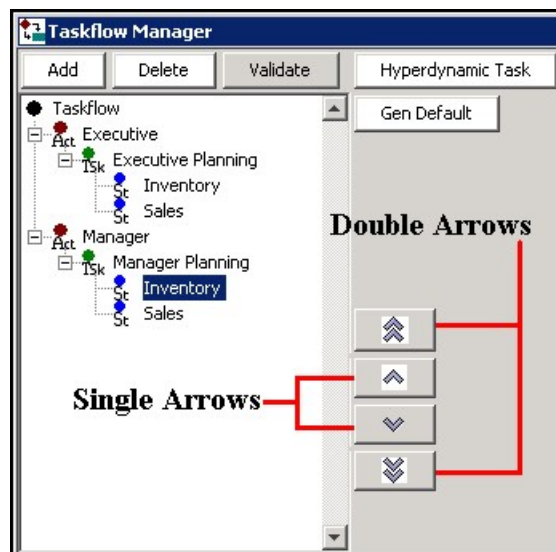 Taskflow Manager
Add Delete Validate Hyperdynamic Task
Gen Default
Taskflow
Act Executive
Tsk Executive Planning
St Inventory
St Sales
Act Manager
Tsk Manager Planning
St Inventory
St Sales
Double Arrows
Single Arrows